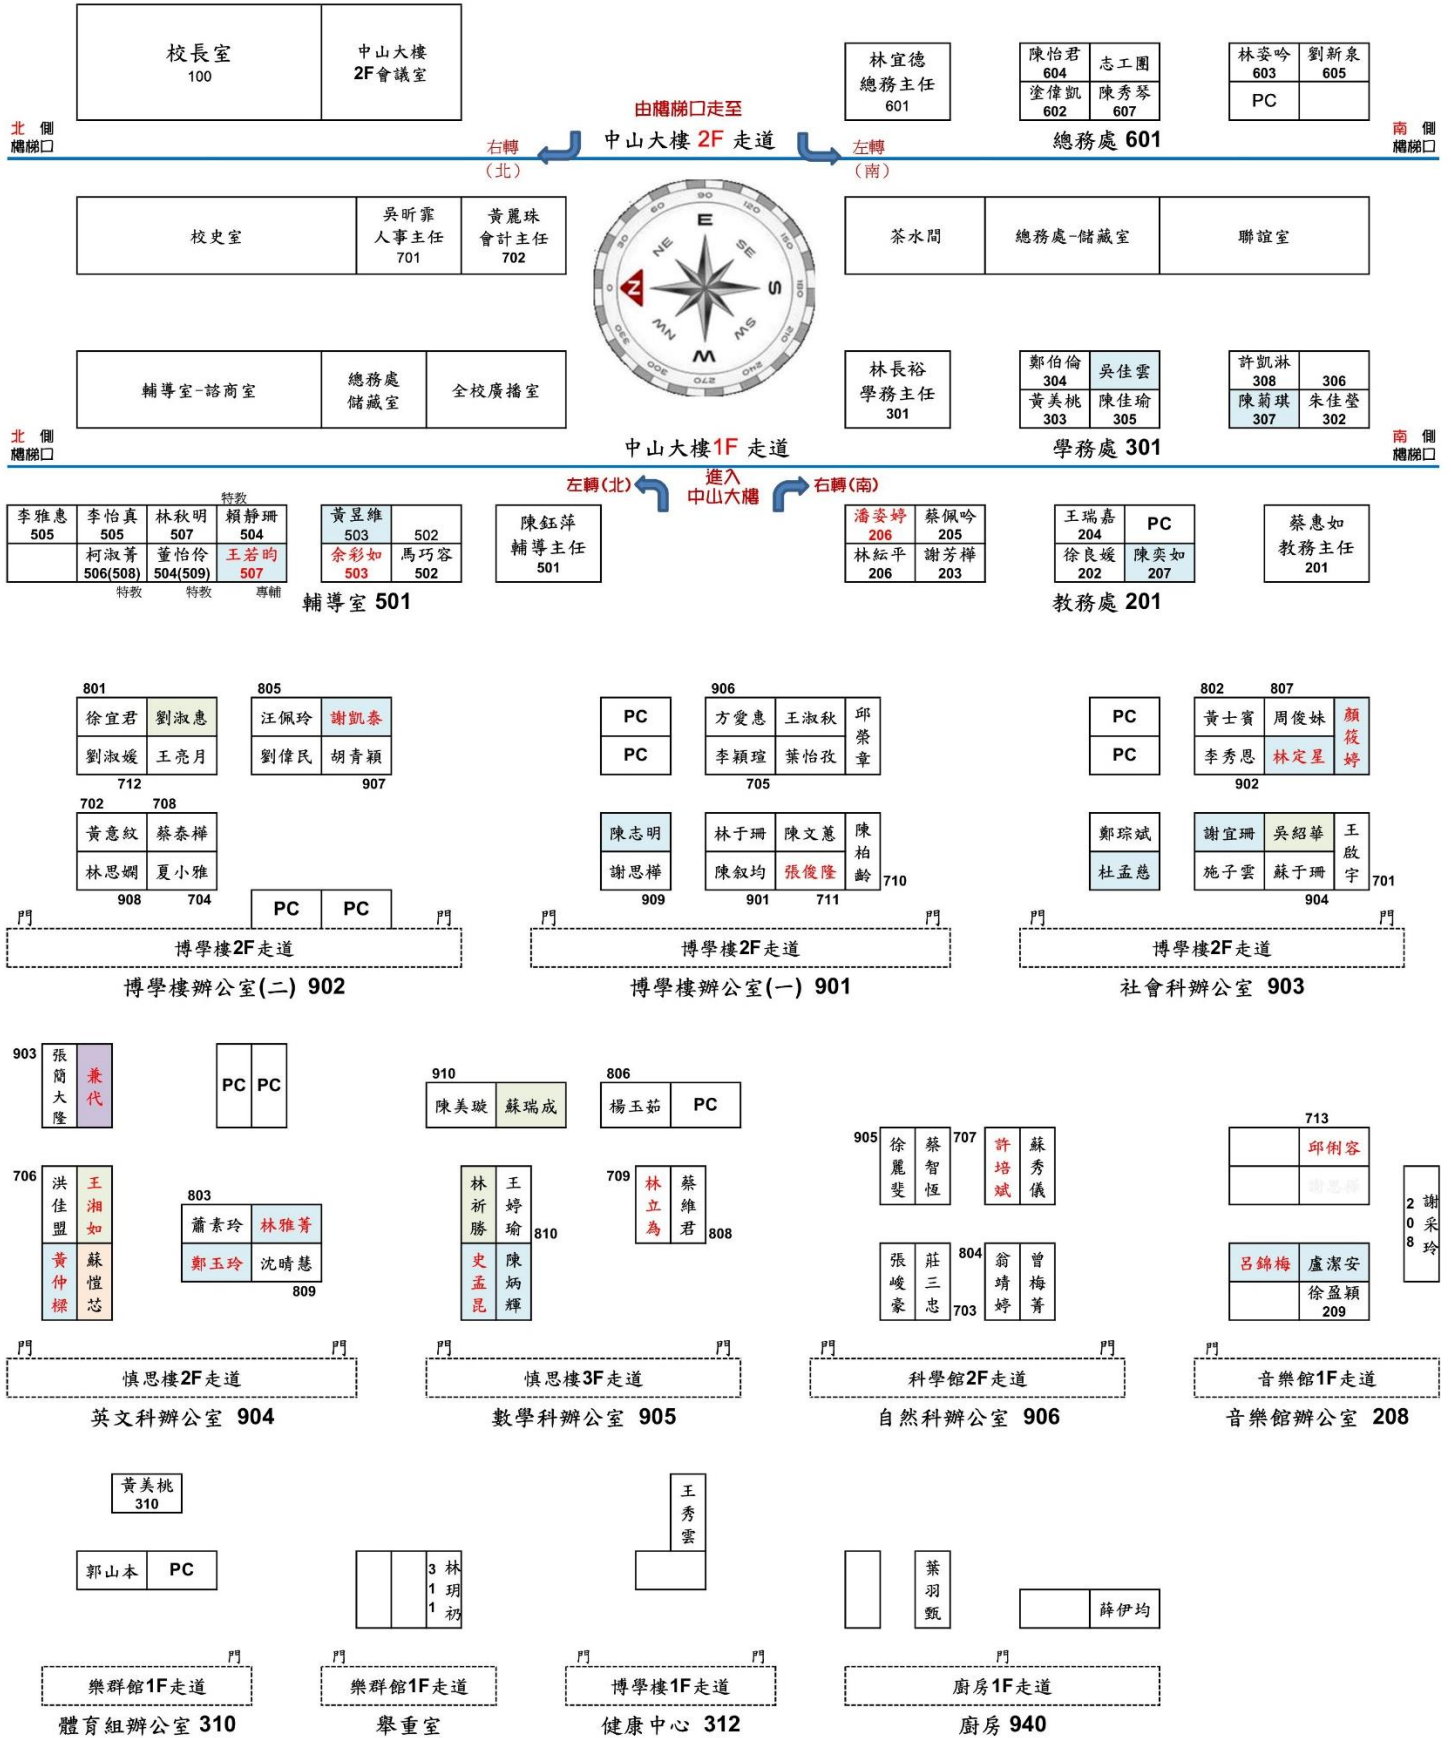 校長室
100
中山大樓
2F會議室
林宜德
總務主任
601
陳怡君
604
志工團
塗偉凱
602
陳秀琴
607
林姿吟
603
劉新泉
605
PC
由樓梯口走至
北 側
樓梯口
右轉
(北)
中山大樓 2F 走道
左轉
(南)
總務處 601
南 側
樓梯口
校史室
吳昕霏
人事主任
701
黃麗珠
會計主任
702
茶水間
總務處-儲藏室
聯誼室
輔導室-諮商室
總務處
儲藏室
全校廣播室
E
SE
S
SW
W
NW
N
NE
0
30
60
90
120
150
180
210
240
270
300
330
林長裕
學務主任
301
鄭伯倫
304
吳佳雲
黃美桃
303
陳佳瑜
305
許凱淋
308
306
陳菊琪
307
朱佳瑩
302
北 側
樓梯口
中山大樓1F 走道
學務處 301
南 側
樓梯口
左轉(北)
進入
中山大樓
右轉(南)
特教
李雅惠
505
李怡真
505
林秋明
507
賴靜珊
504
柯淑菁
506(508)
董怡伶
504(509)
王若昀
507
特教
特教
專輔
黃昱維
503
502
余彩如
503
馬巧容
502
輔導室 501
陳鈺萍
輔導主任
501
潘姿婷
206
蔡佩吟
205
林紜平
206
謝芳樺
203
王瑞嘉
204
PC
徐良媛
202
陳奕如
207
教務處 201
蔡惠如
教務主任
201
801
徐宜君
劉淑惠
劉淑媛
王亮月
712
805
汪佩玲
謝凱泰
劉偉民
胡青穎
907
702
708
黃意紋
蔡泰樺
林思嫻
夏小雅
908
704
PC
PC
門
門
博學樓2F走道
博學樓辦公室(二) 902
PC
PC
906
方愛惠
王淑秋
李穎瑄
葉怡孜
邱榮章
705
陳志明
謝思樺
909
林于珊
陳文蕙
陳叙均
張俊隆
陳柏齡
710
901
711
門
門
博學樓2F走道
博學樓辦公室(一) 901
PC
PC
802
807
黃士賓
周俊妹
李秀恩
林定星
顏筱婷
902
鄭琮斌
杜孟慈
謝宜珊
吳紹華
施子雲
蘇于珊
王啟宇
701
904
門
門
博學樓2F走道
社會科辦公室 903
903
張簡大隆
兼代
PC
PC
706
洪佳盟
王湘如
黃仲樑
蘇愷芯
803
蕭素玲
林雅菁
鄭玉玲
沈晴慧
809
門
門
慎思樓2F走道
英文科辦公室 904
910
陳美璇
蘇瑞成
806
楊玉茹
PC
林祈勝
王婷瑜
810
史孟昆
陳炳輝
709
林立為
蔡維君
808
門
門
慎思樓3F走道
數學科辦公室 905
905
徐麗斐
蔡智恆
707
許培斌
蘇秀儀
張峻豪
莊三忠
804
703
翁靖婷
曾梅菁
門
門
科學館2F走道
自然科辦公室 906
713
邱俐容
謝思樺
208
謝采玲
呂錦梅
盧潔安
徐盈穎
209
門
音樂館1F走道
音樂館辦公室 208
黃美桃
310
郭山本
PC
門
樂群館1F走道
體育組辦公室 310
311
林玥礽
門
樂群館1F走道
舉重室
王秀雲
門
博學樓1F走道
健康中心 312
葉羽甄
薛伊均
門
廚房1F走道
廚房 940